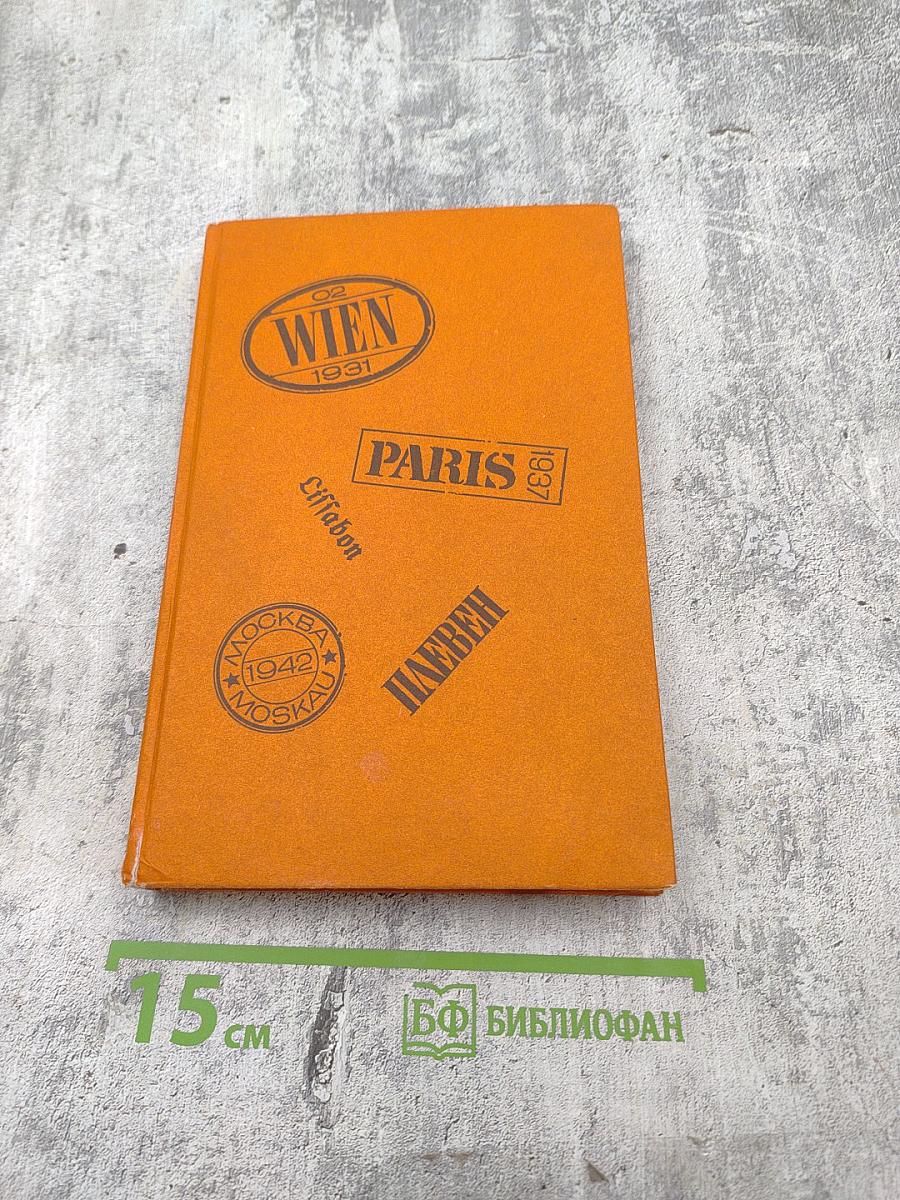 02
WIEN
1931
PARIS 1937
Lissabon
МОСКВА
1942
MOSKAU
ПЛЕВЕН
15 см
БФ БИБЛИОФАН